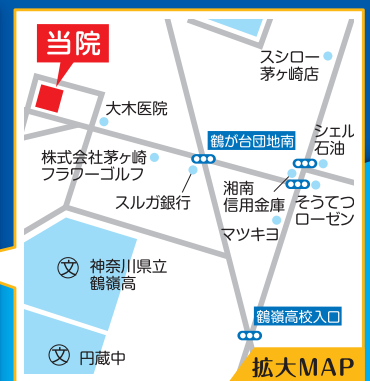 当院
スシロー
茅ヶ崎店
大木医院
鶴が台団地南
シェル
石油
株式会社茅ヶ崎
フラワーゴルフ
スルガ銀行
湘南
信用金庫
そうてつ
ローゼン
マツキヨ
文
神奈川県立
鶴嶺高
鶴嶺高校入口
文
円蔵中
拡大MAP